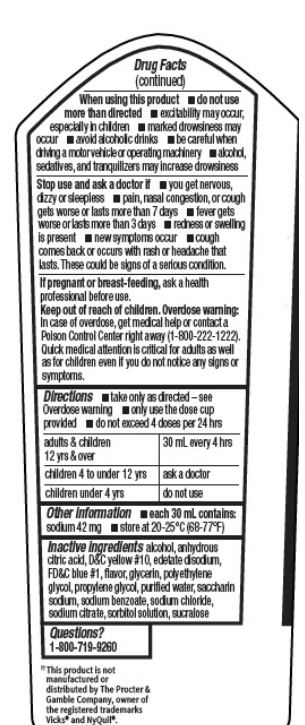 Drug Facts
(continued)
When using this product ■ do not use
more than directed ■ excitability may occur,
especially in children ■ marked drowsiness may
occur ■ avoid alcoholic drinks ■ be careful when
driving a motor vehicle or operating machinery ■ alcohol,
sedatives, and tranquilizers may increase drowsiness
Stop use and ask a doctor if ■ you get nervous,
dizzy or sleepless ■ pain, nasal congestion, or cough
gets worse or lasts more than 7 days ■ fever gets
worse or lasts more than 3 days ■ redness or swelling
is present ■ new symptoms occur ■ cough
comes back or occurs with rash or headache that
lasts. These could be signs of a serious condition.
If pregnant or breast-feeding, ask a health
professional before use.
Keep out of reach of children. Overdose warning:
In case of overdose, get medical help or contact a
Poison Control Center right away (1-800-222-1222).
Quick medical attention is critical for adults as well
as for children even if you do not notice any signs or
symptoms.
Directions ■ take only as directed – see
Overdose warning ■ only use the dose cup
provided ■ do not exceed 4 doses per 24 hrs
adults & children 30 mL every 4 hrs
12 yrs & over
children 4 to under 12 yrs ask a doctor
children under 4 yrs do not use
Other information ■ each 30 mL contains:
sodium 42 mg ■ store at 20-25°C (68-77°F)
Inactive ingredients alcohol, anhydrous
citric acid, D&C yellow #10, edetate disodium,
FD&C blue #1, flavor, glycerin, polyethylene
glycol, propylene glycol, purified water, saccharin
sodium, sodium benzoate, sodium chloride,
sodium citrate, sorbitol solution, sucralose
Questions?
1-800-719-9260
††This product is not
manufactured or
distributed by The Procter &
Gamble Company, owner of
the registered trademarks
Vicks® and NyQuil®.